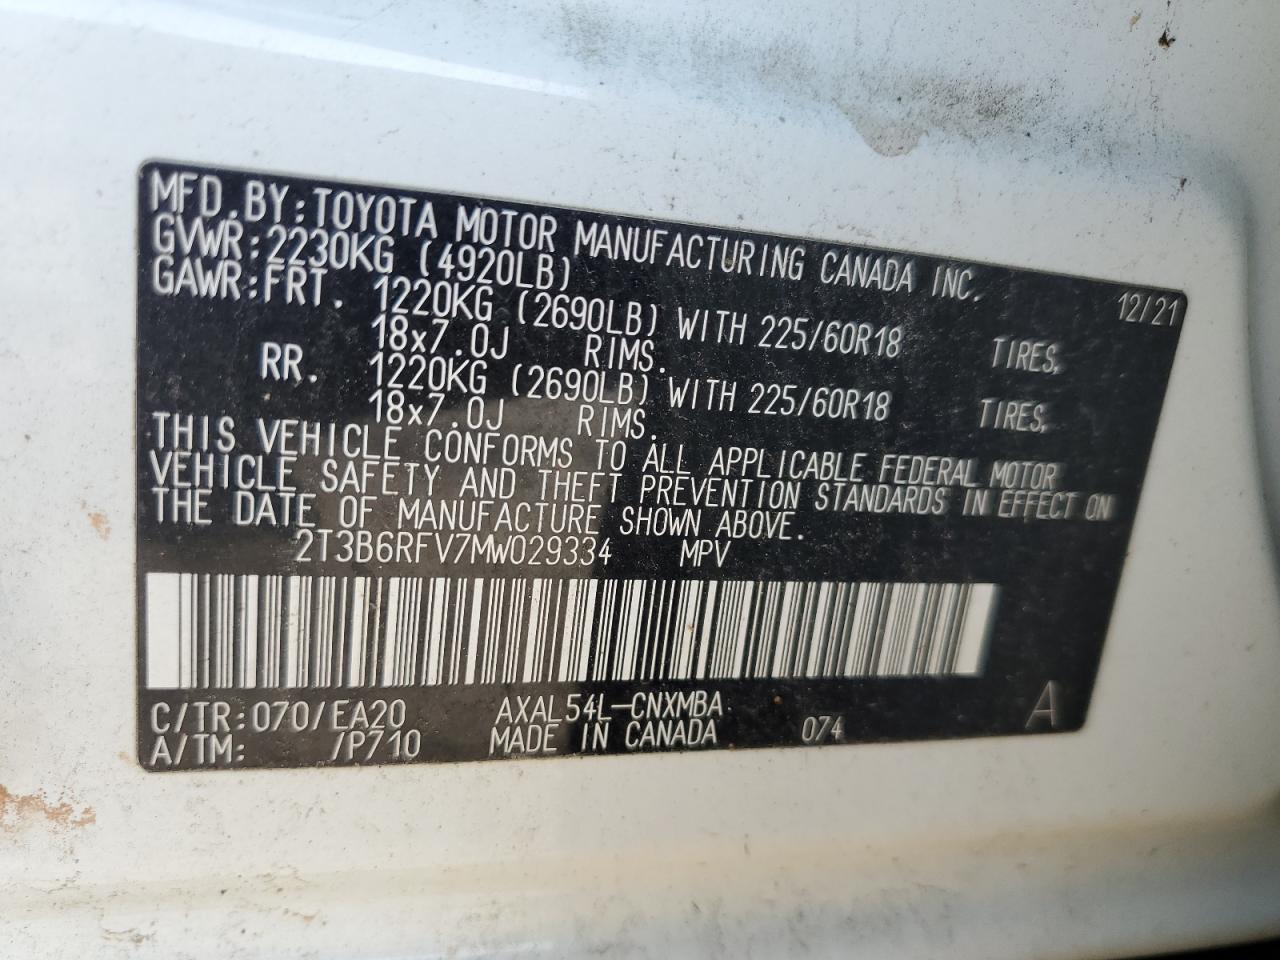 MFD.BY:TOYOTA MOTOR MANUFACTURING CANADA INC. 12/21
GVWR:2230KG (4920LB)
GAWR:FRT. 1220KG (2690LB) WITH 225/60R18 TIRES,
18x7.0J RIMS.
RR. 1220KG (2690LB) WITH 225/60R18 TIRES,
18x7.0J RIMS.
THIS VEHICLE CONFORMS TO ALL APPLICABLE FEDERAL MOTOR
VEHICLE SAFETY AND THEFT PREVENTION STANDARDS IN EFFECT ON
THE DATE OF MANUFACTURE SHOWN ABOVE.
2T3B6RFV7MW029334 MPV
C/TR:070/EA20 AXAL54L-CNXMBA
A/TM: /P710 MADE IN CANADA 074 A